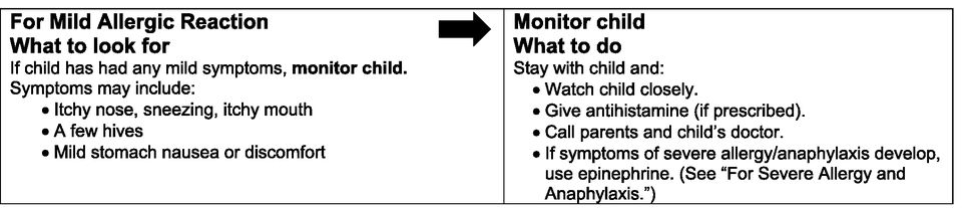 For Mild Allergic Reaction
What to look for
If child has had any mild symptoms, monitor child.
Symptoms may include:
• Itchy nose, sneezing, itchy mouth
• A few hives
• Mild stomach nausea or discomfort
Monitor child
What to do
Stay with child and:
• Watch child closely.
• Give antihistamine (if prescribed).
• Call parents and child's doctor.
• If symptoms of severe allergy/anaphylaxis develop,
use epinephrine. (See “For Severe Allergy and
Anaphylaxis.”)